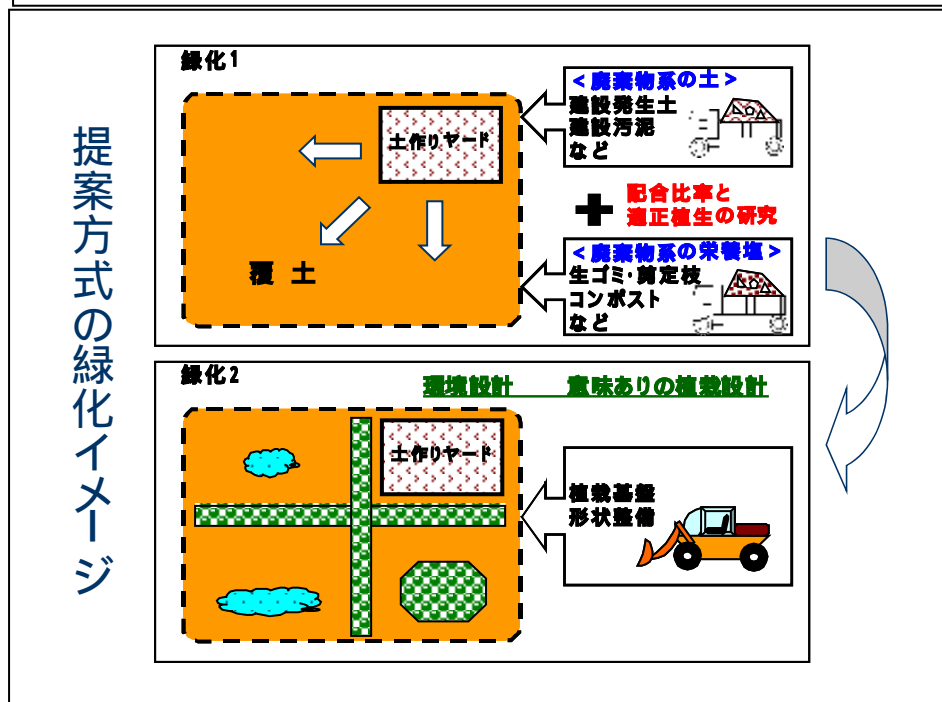 提案方式の緑化イメージ
緑化1
土作りヤード
覆 土
<廃棄物系の土>
建設発生土
建設汚泥
など
＋
配合比率と
適正植生の研究
<廃棄物系の栄養塩>
生ゴミ・剪定枝
コンポスト
など
緑化2
環境設計 意味ありの植栽設計
土作りヤード
植栽基盤
形状整備